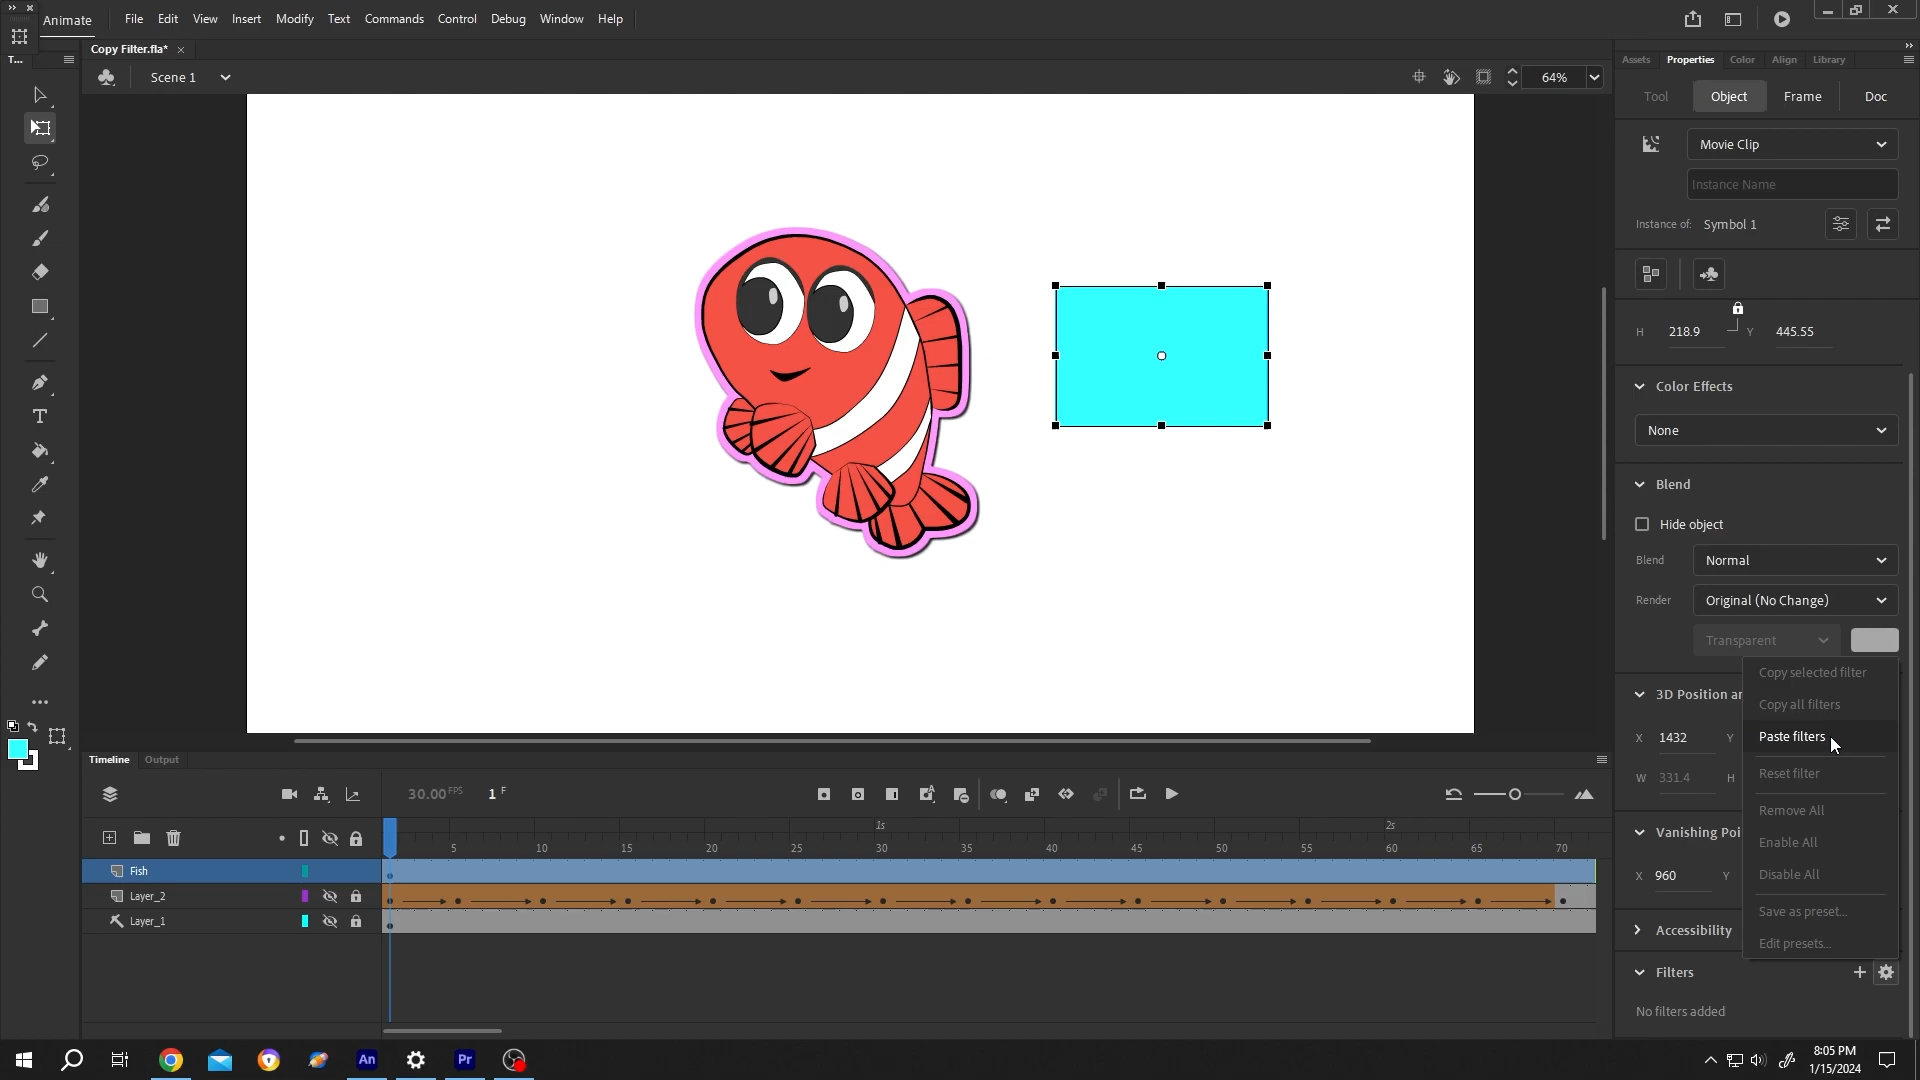 Animate File Edit View Insert Modify Text Commands Control Debug Window Help
T...
Copy Filter.fla*
Scene 1
64%
Assets Properties Color Align Library
Tool Object Frame Doc
Movie Clip
Instance Name
Instance of: Symbol 1
H 218.9 Y 445.55
Color Effects
None
Blend
Hide object
Blend Normal
Render Original (No Change)
Transparent
3D Position an
X 1432 Y
W 331.4 H
Vanishing Poi
X 960 Y
Accessibility
Filters
No filters added
Copy selected filter
Copy all filters
Paste filters
Reset filter
Remove All
Enable All
Disable All
Save as preset...
Edit presets...
T
Timeline Output
30.00 FPS 1 F
1s 2s
5 10 15 20 25 30 35 40 45 50 55 60 65 70
Fish
Layer_2
Layer_1
An Pr
8:05 PM
1/15/2024